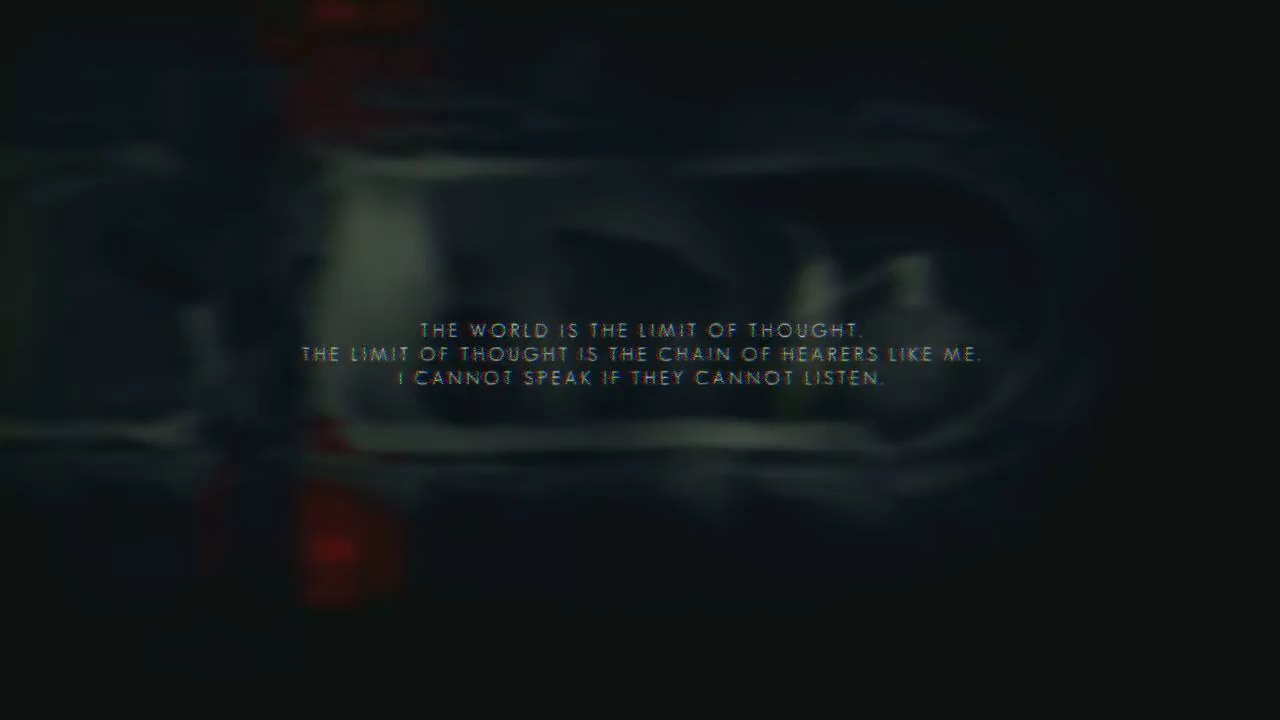 THE WORLD IS THE LIMIT OF THOUGHT.
THE LIMIT OF THOUGHT IS THE CHAIN OF HEARERS LIKE ME.
I CANNOT SPEAK IF THEY CANNOT LISTEN.